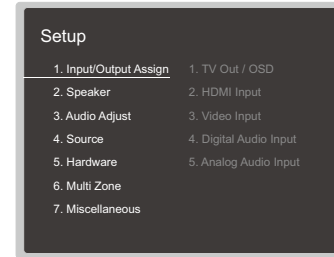 Setup
1. Input/Output Assign
2. Speaker
3. Audio Adjust
4. Source
5. Hardware
6. Multi Zone
7. Miscellaneous
1. TV Out / OSD
2. HDMI Input
3. Video Input
4. Digital Audio Input
5. Analog Audio Input